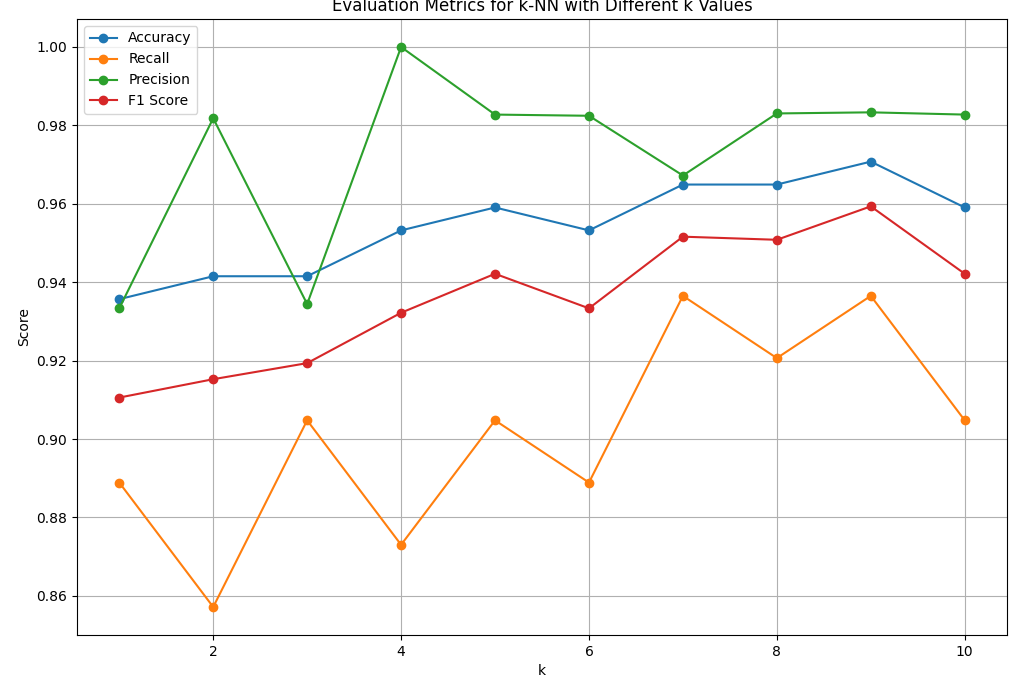 Evaluation Metrics for k-NN with Different k Values
Accuracy
Recall
Precision
F1 Score
1.00
0.98
0.96
0.94
0.92
0.90
0.88
0.86
Score
2 4 6 8 10
k